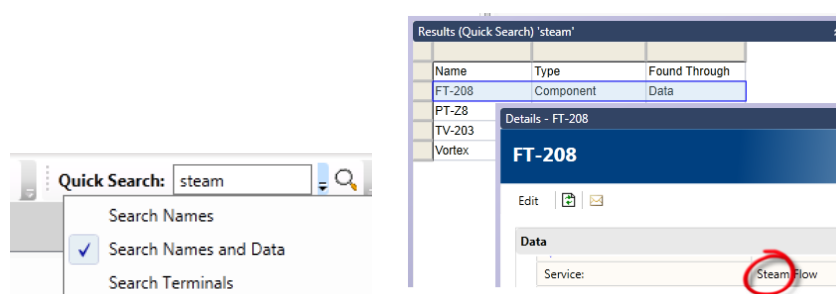 Quick Search: steam
Search Names
Search Names and Data
Search Terminals
Results (Quick Search) 'steam'
Name Type Found Through
FT-208 Component Data
PT-Z8
TV-203
Vortex
Details - FT-208
FT-208
Edit
Data
Service: Steam Flow